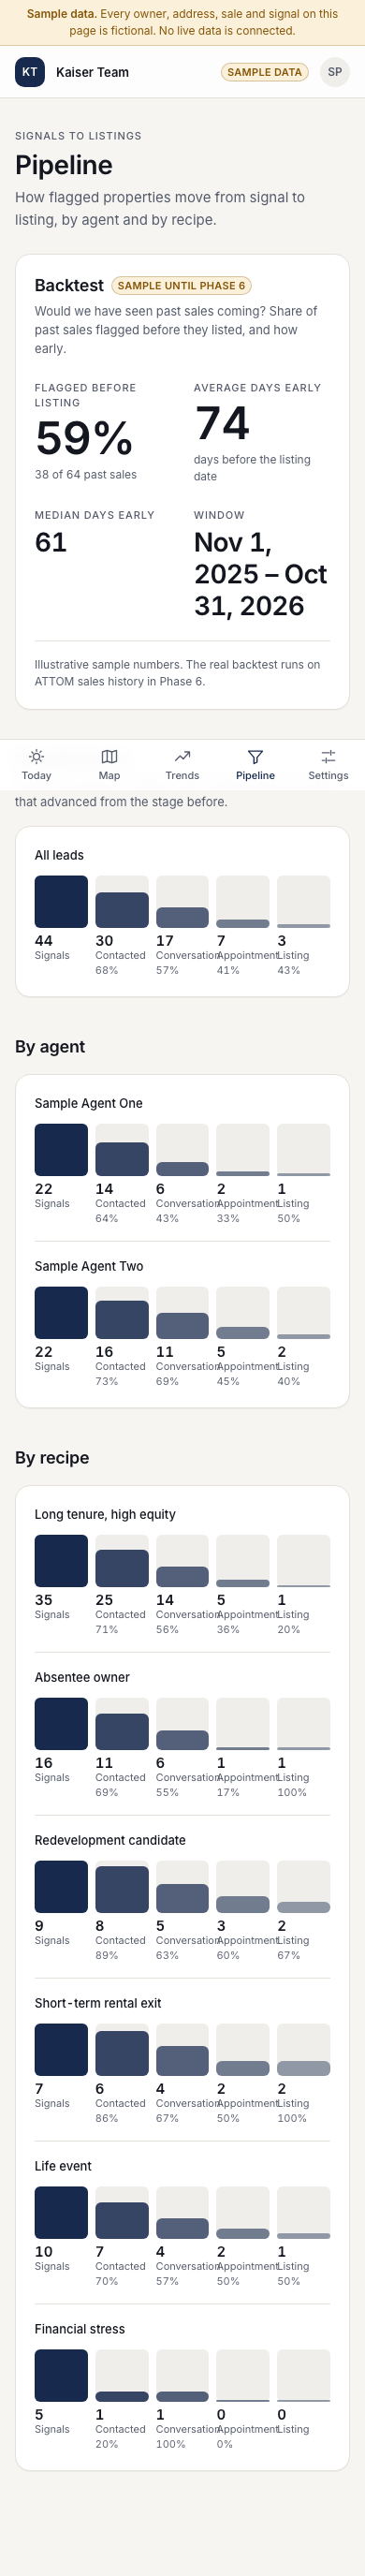 Sample data. Every owner, address, sale and signal on this
page is fictional. No live data is connected.
KT
Kaiser Team
SAMPLE DATA
SP
SIGNALS TO LISTINGS
Pipeline
How flagged properties move from signal to
listing, by agent and by recipe.
Backtest
SAMPLE UNTIL PHASE 6
Would we have seen past sales coming? Share of
past sales flagged before they listed, and how
early.
FLAGGED BEFORE
LISTING
59%
38 of 64 past sales
AVERAGE DAYS EARLY
74
days before the listing
date
MEDIAN DAYS EARLY
61
WINDOW
Nov 1,
2025 – Oct
31, 2026
Illustrative sample numbers. The real backtest runs on
ATTOM sales history in Phase 6.
Today
Map
Trends
Pipeline
Settings
that advanced from the stage before.
All leads
44 30 17 7 3
Signals Contacted Conversation Appointment Listing
68% 57% 41% 43%
By agent
Sample Agent One
22 14 6 2 1
Signals Contacted Conversation Appointment Listing
64% 43% 33% 50%
Sample Agent Two
22 16 11 5 2
Signals Contacted Conversation Appointment Listing
73% 69% 45% 40%
By recipe
Long tenure, high equity
35 25 14 5 1
Signals Contacted Conversation Appointment Listing
71% 56% 36% 20%
Absentee owner
16 11 6 1 1
Signals Contacted Conversation Appointment Listing
69% 55% 17% 100%
Redevelopment candidate
9 8 5 3 2
Signals Contacted Conversation Appointment Listing
89% 63% 60% 67%
Short-term rental exit
7 6 4 2 2
Signals Contacted Conversation Appointment Listing
86% 67% 50% 100%
Life event
10 7 4 2 1
Signals Contacted Conversation Appointment Listing
70% 57% 50% 50%
Financial stress
5 1 1 0 0
Signals Contacted Conversation Appointment Listing
20% 100% 0%